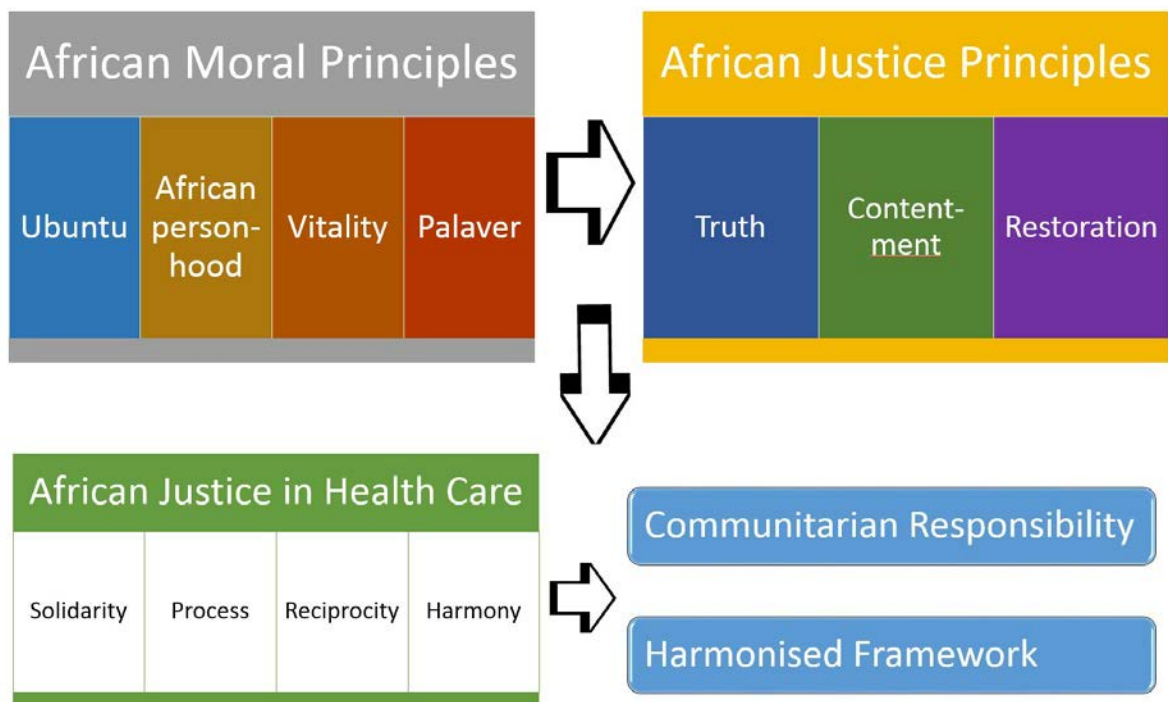 African Moral Principles
Ubuntu
African
person-
hood
Vitality
Palaver
African Justice Principles
Truth
Content-
ment
Restoration
African Justice in Health Care
Solidarity
Process
Reciprocity
Harmony
Communitarian Responsibility
Harmonised Framework